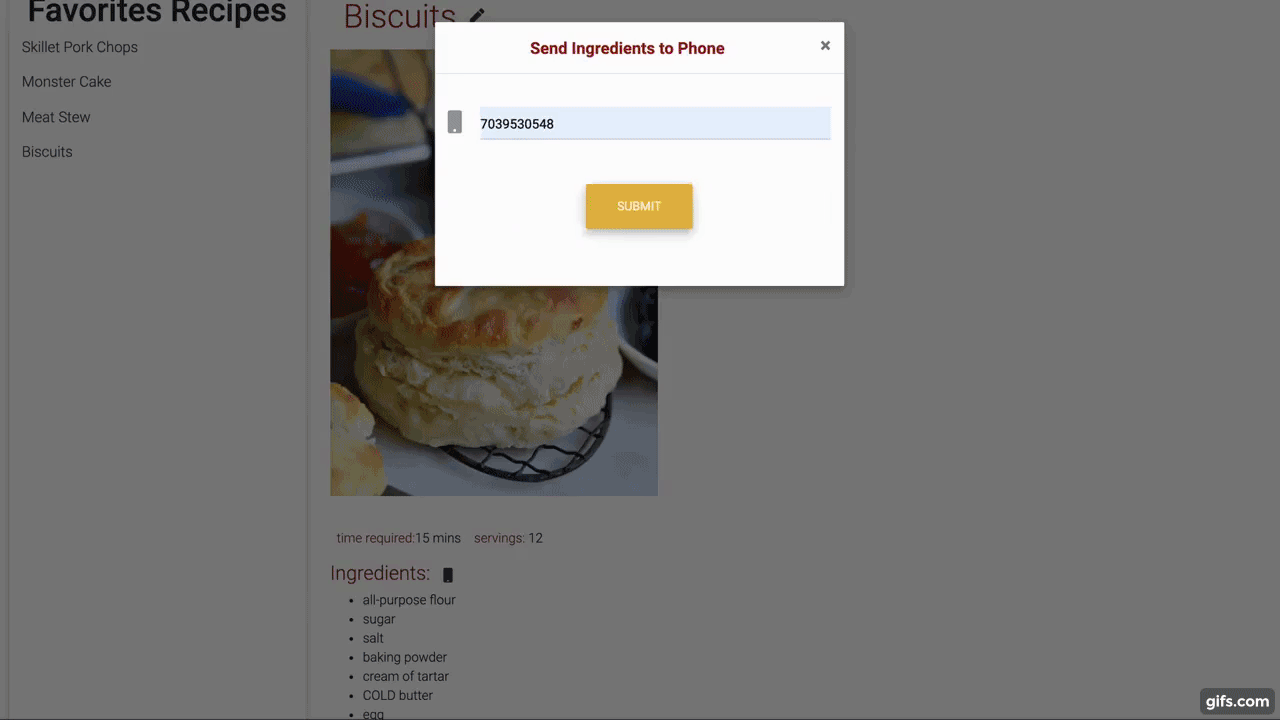 Favorites Recipes
Skillet Pork Chops
Monster Cake
Meat Stew
Biscuits
Biscuits
Send Ingredients to Phone
×
7039530548
SUBMIT
time required:15 mins servings: 12
Ingredients:
all-purpose flour
sugar
salt
baking powder
cream of tartar
COLD butter
egg
gifs.com